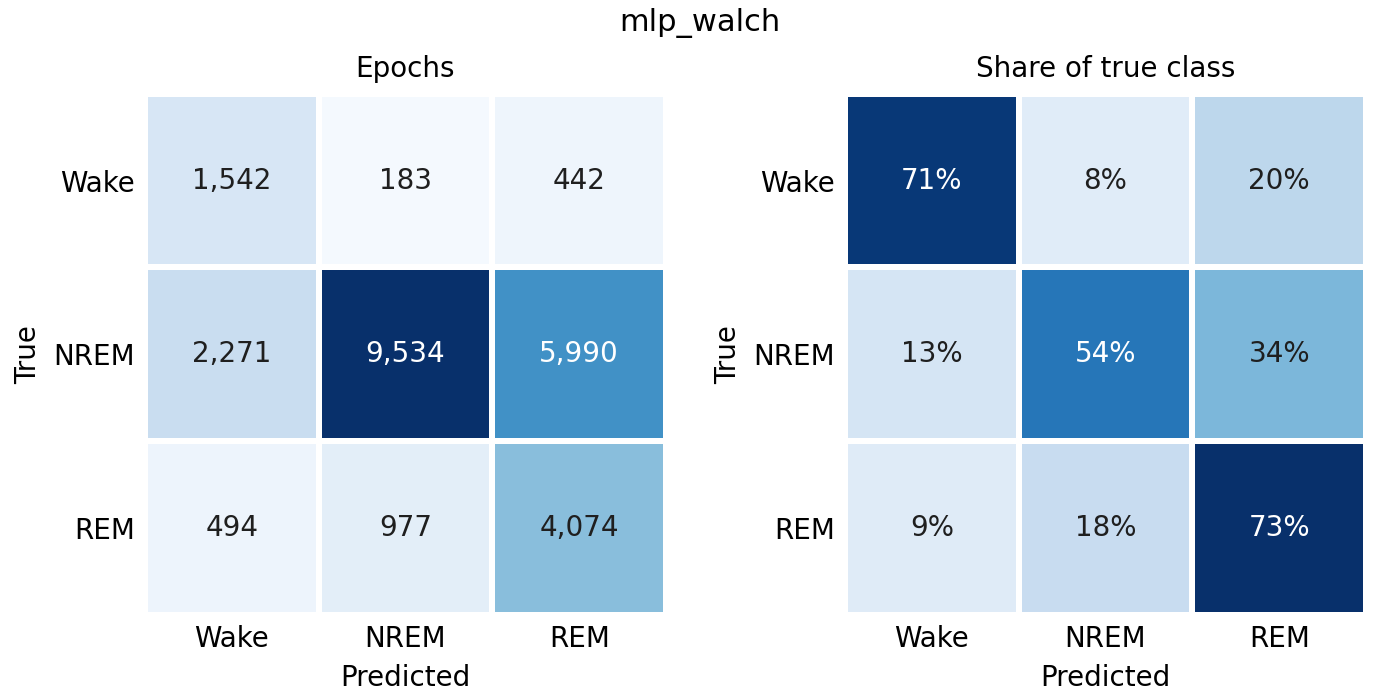 mlp_walch
Epochs
Share of true class
Wake 1,542 183 442
Wake 71% 8% 20%
True NREM 2,271 9,534 5,990
True NREM 13% 54% 34%
REM 494 977 4,074
REM 9% 18% 73%
Wake NREM REM
Wake NREM REM
Predicted
Predicted